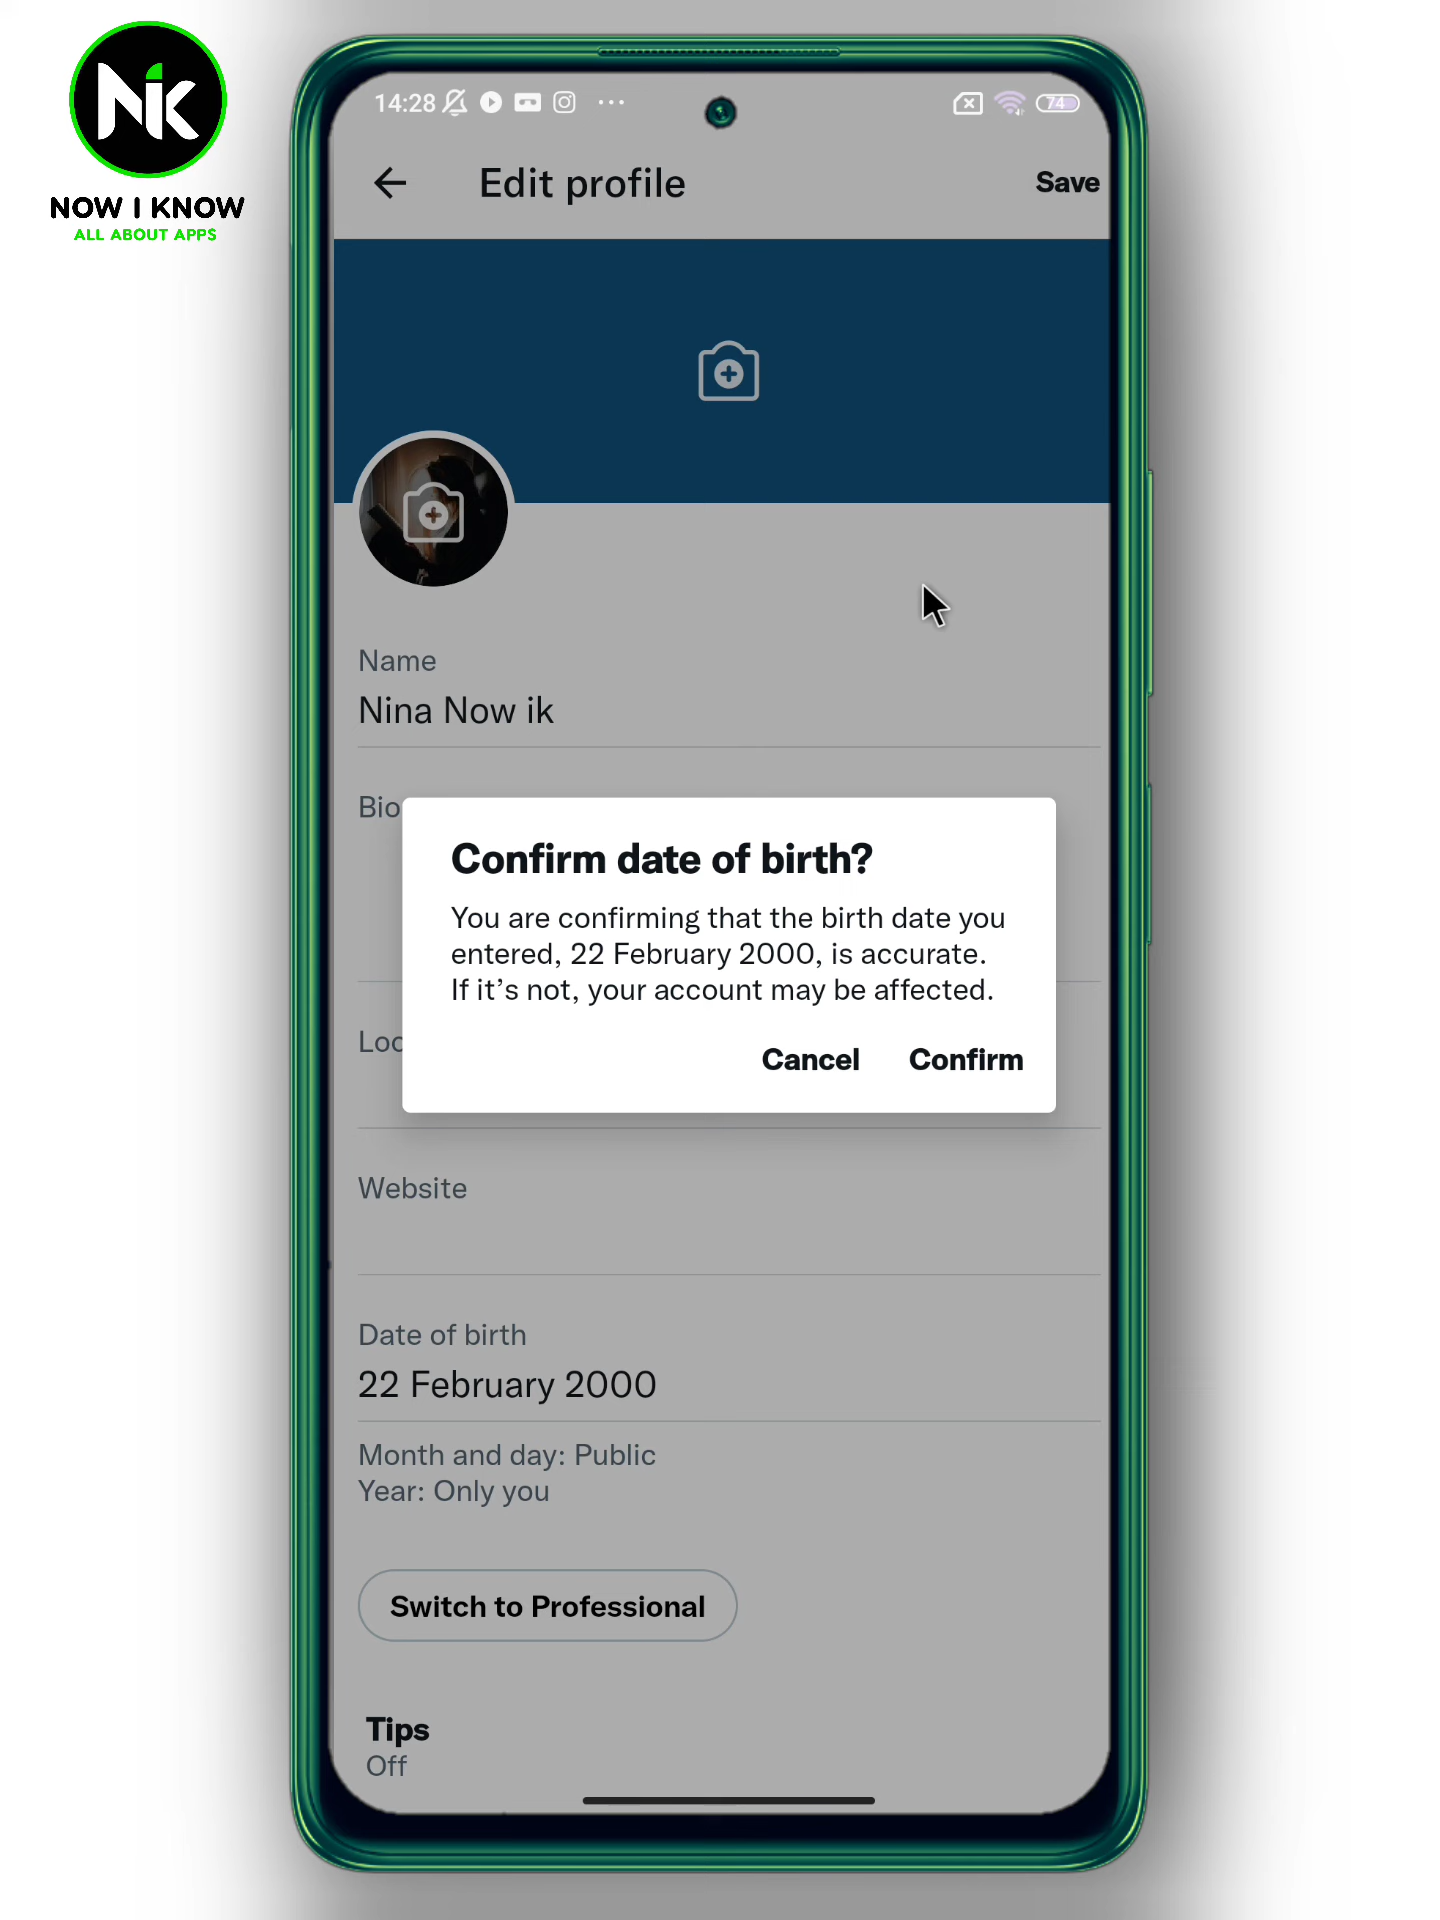 NiK
NOW I KNOW
ALL ABOUT APPS
14:28
74
Edit profile
Save
Name
Nina Now ik
Bio
Confirm date of birth?
You are confirming that the birth date you
entered, 22 February 2000, is accurate.
If it’s not, your account may be affected.
Loc
Cancel Confirm
Website
Date of birth
22 February 2000
Month and day: Public
Year: Only you
Switch to Professional
Tips
Off